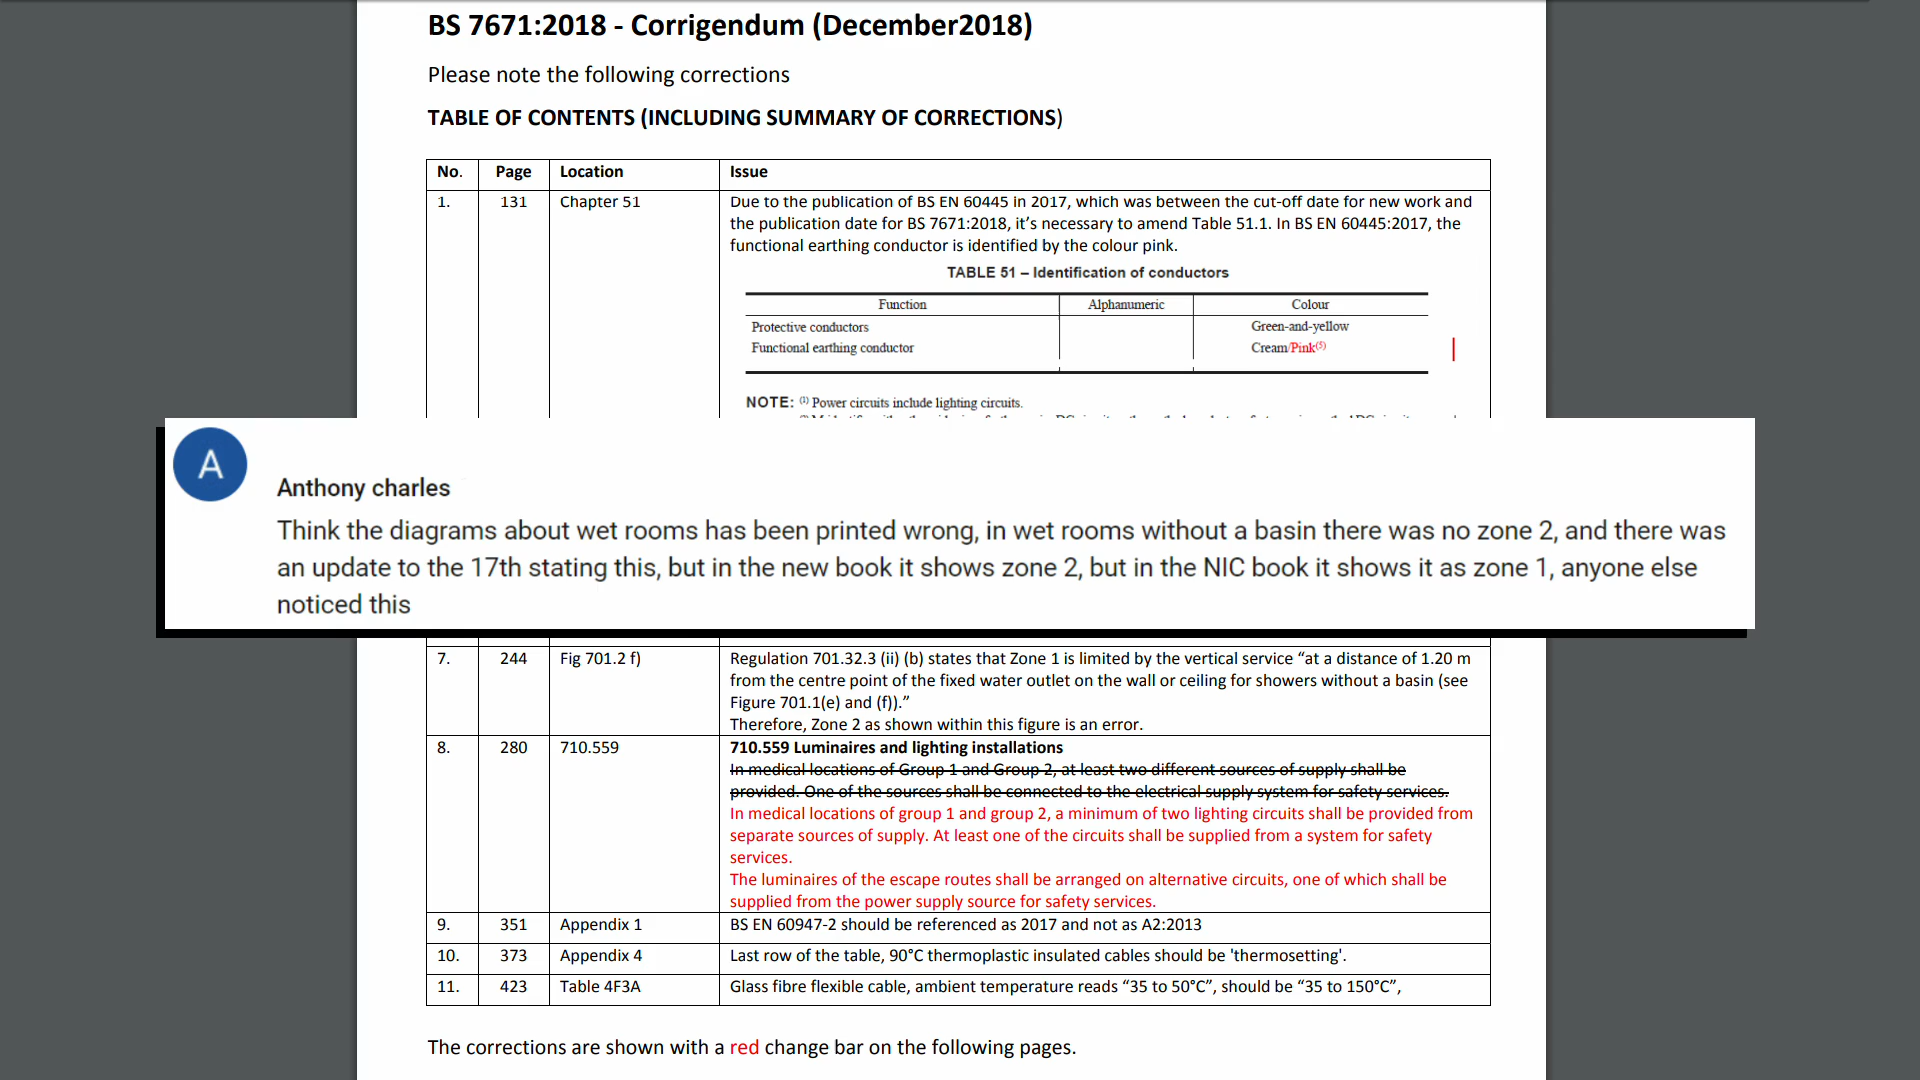 BS 7671:2018 - Corrigendum (December2018)
Please note the following corrections
TABLE OF CONTENTS (INCLUDING SUMMARY OF CORRECTIONS)
No. Page Location Issue
1. 131 Chapter 51 Due to the publication of BS EN 60445 in 2017, which was between the cut-off date for new work and
the publication date for BS 7671:2018, it’s necessary to amend Table 51.1. In BS EN 60445:2017, the
functional earthing conductor is identified by the colour pink.
TABLE 51 – Identification of conductors
Function Alphanumeric Colour
Protective conductors Green-and-yellow
Functional earthing conductor Cream/Pink(5)
NOTE: (1) Power circuits include lighting circuits.
A
Anthony charles
Think the diagrams about wet rooms has been printed wrong, in wet rooms without a basin there was no zone 2, and there was
an update to the 17th stating this, but in the new book it shows zone 2, but in the NIC book it shows it as zone 1, anyone else
noticed this
7. 244 Fig 701.2 f) Regulation 701.32.3 (ii) (b) states that Zone 1 is limited by the vertical service “at a distance of 1.20 m
from the centre point of the fixed water outlet on the wall or ceiling for showers without a basin (see
Figure 701.1(e) and (f)).”
Therefore, Zone 2 as shown within this figure is an error.
8. 280 710.559 710.559 Luminaires and lighting installations
In medical locations of Group 1 and Group 2, at least two different sources of supply shall be
provided. One of the sources shall be connected to the electrical supply system for safety services.
In medical locations of group 1 and group 2, a minimum of two lighting circuits shall be provided from
separate sources of supply. At least one of the circuits shall be supplied from a system for safety
services.
The luminaires of the escape routes shall be arranged on alternative circuits, one of which shall be
supplied from the power supply source for safety services.
9. 351 Appendix 1 BS EN 60947-2 should be referenced as 2017 and not as A2:2013
10. 373 Appendix 4 Last row of the table, 90°C thermoplastic insulated cables should be 'thermosetting'.
11. 423 Table 4F3A Glass fibre flexible cable, ambient temperature reads “35 to 50°C”, should be “35 to 150°C”,
The corrections are shown with a red change bar on the following pages.